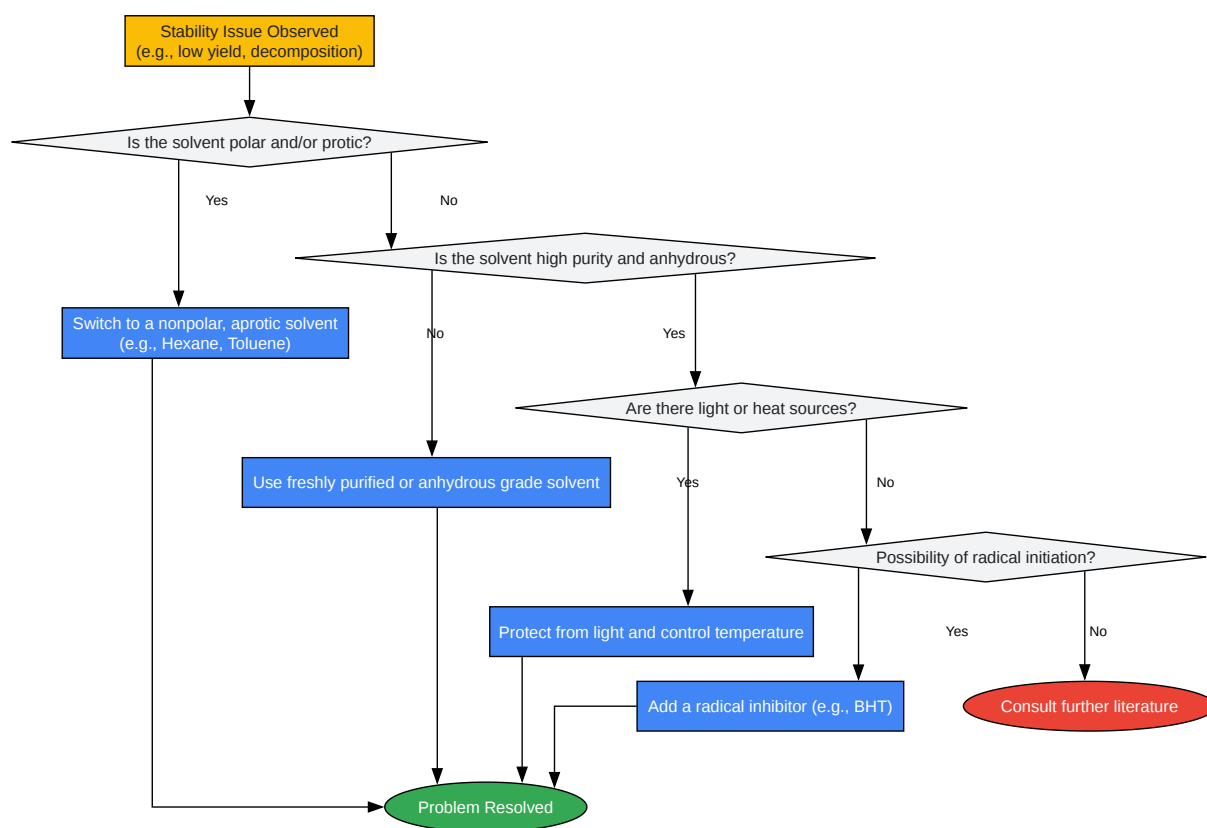 Stability Issue Observed
(e.g., low yield, decomposition)
Is the solvent polar and/or protic?
Yes
No
Is the solvent high purity and anhydrous?
Switch to a nonpolar, aprotic solvent
(e.g., Hexane, Toluene)
No
Yes
Are there light or heat sources?
Use freshly purified or anhydrous grade solvent
Yes
No
Possibility of radical initiation?
Protect from light and control temperature
Yes
No
Add a radical inhibitor (e.g., BHT)
Consult further literature
Problem Resolved